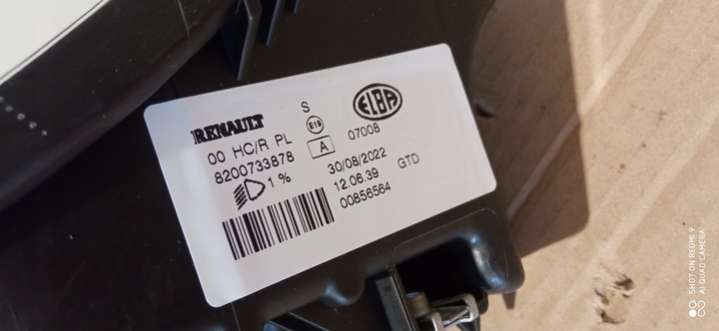 RENAULT S ELBA
00 HC/R PL 07008
8200733878 A 30/08/2022
1 % 12.06.39 GTD
00856564
SHOT ON REDMI 9
AI QUAD CAMERA